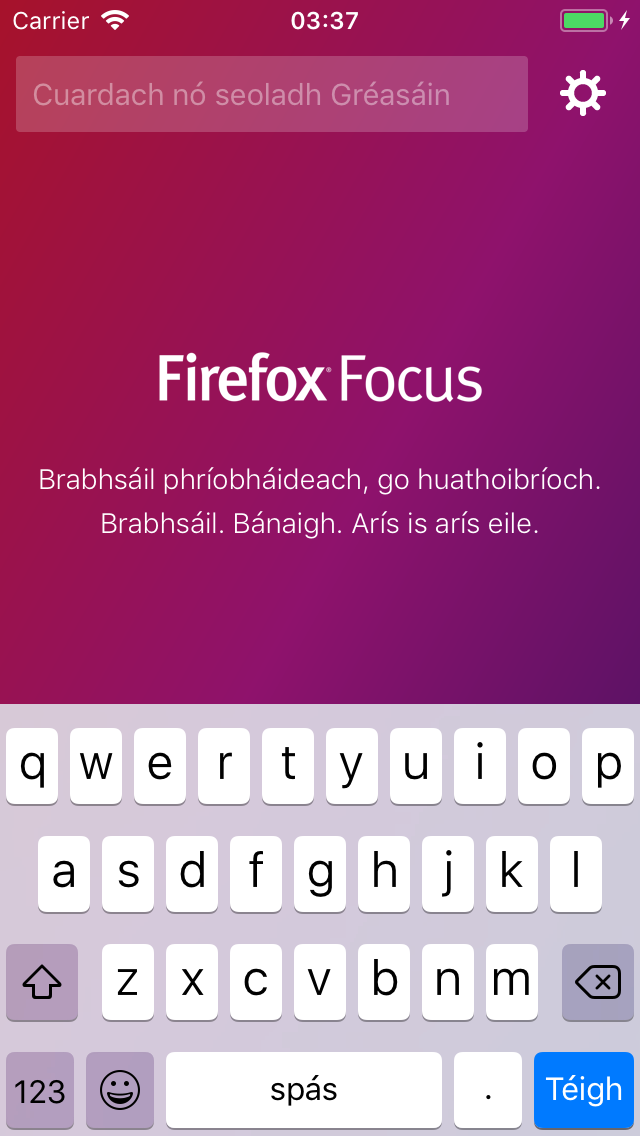 Carrier 03:37
Cuardach nó seoladh Gréasáin
Firefox® Focus
Brabhsáil phríobháideach, go huathoibríoch.
Brabhsáil. Bánaigh. Arís is arís eile.
q w e r t y u i o p
a s d f g h j k l
z x c v b n m
123 spás . Téigh